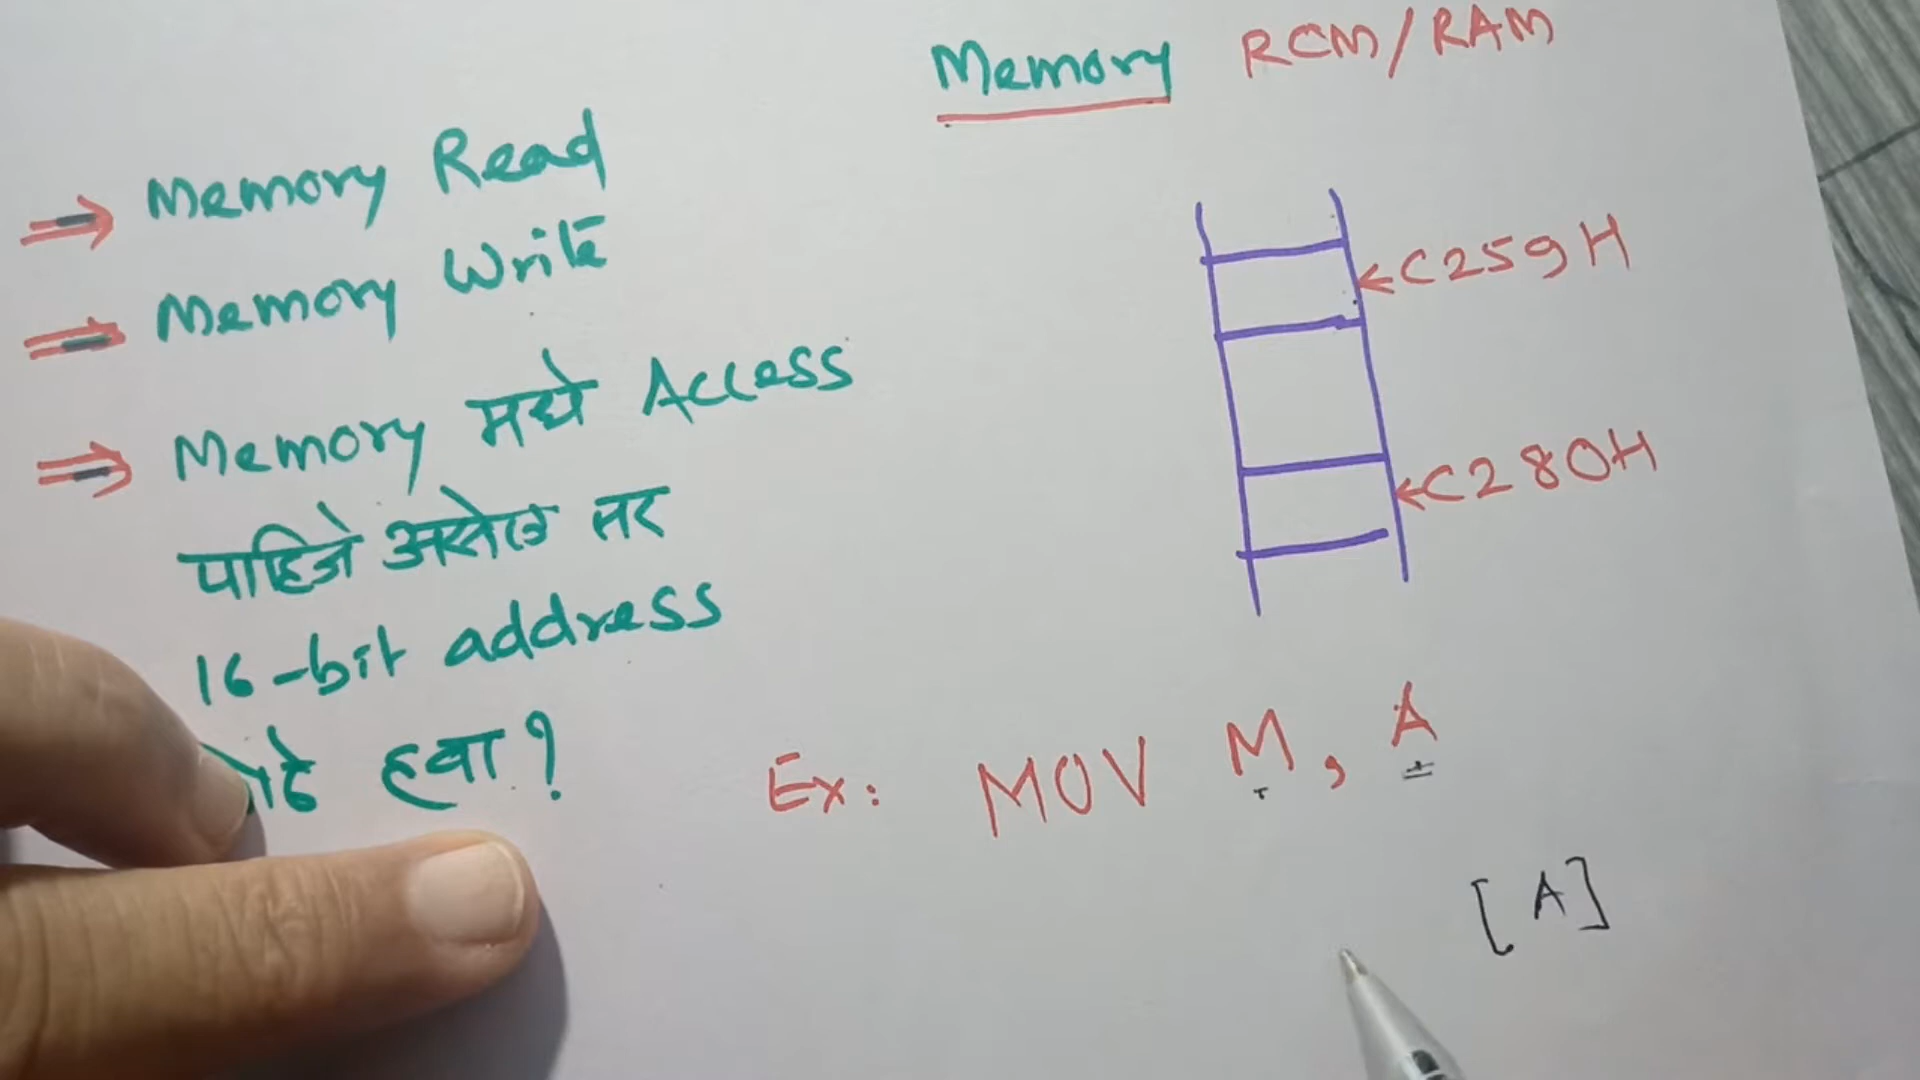 Memory RCM/RAM
⇒ Memory Read
⇒ Memory Write
⇒ Memory मधे Access
पाहिजे असेल तर
16-bit address
हवा?
←C259H
←C280H
Ex: MOV M, A
[A]